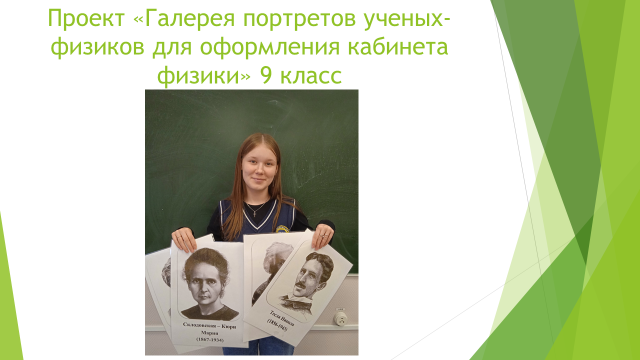 Проект «Галерея портретов ученых-
физиков для оформления кабинета
физики» 9 класс
Склодовская – Кюри
Мария
(1867-1934)
Тесла Никола
(1856-1943)